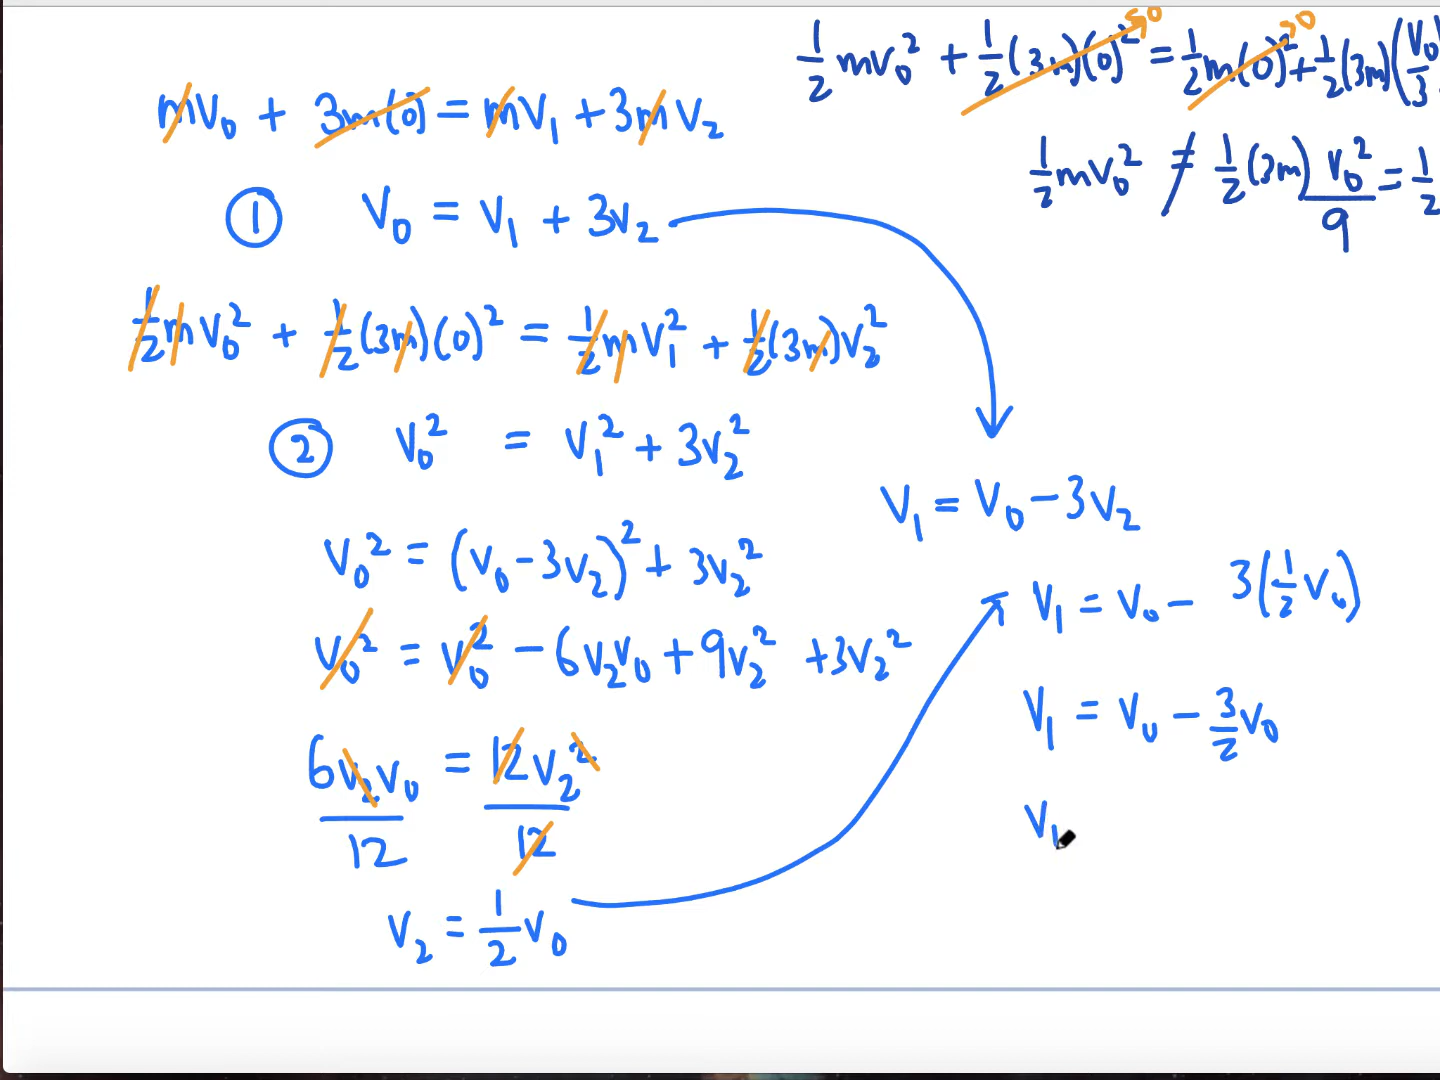 ½mv₀² + ½(3m)(0)² = ½m(0)² + ½(3m)(v₀/3)
→0 →0
½mv₀² ≠ ½(3m) v₀²/9 = ½
mv₀ + 3m(0) = mv₁ + 3mv₂
① v₀ = v₁ + 3v₂
½mv₀² + ½(3m)(0)² = ½mv₁² + ½(3m)v₂²
② v₀² = v₁² + 3v₂²
v₀² = (v₀ - 3v₂)² + 3v₂²
v₀² = v₀² - 6v₂v₀ + 9v₂² + 3v₂²
6v₂v₀/12 = 12v₂²/12
v₂ = ½v₀
v₁ = v₀ - 3v₂
v₁ = v₀ - 3(½v₀)
v₁ = v₀ - 3/2 v₀
v₁